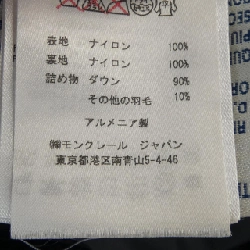 表地 ナイロン 100%
裏地 ナイロン 100%
詰め物 ダウン 90%
その他の羽毛 10%
アルメニア製
㈱モンクレール ジャパン
東京都港区南青山5-4-46